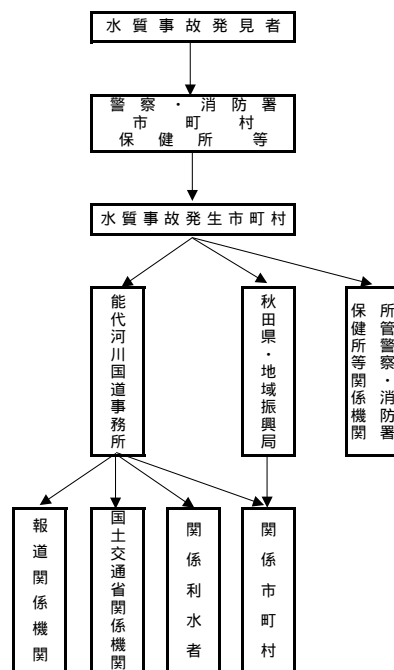 水質事故発見者
警察・消防署
市町村
保健所等
水質事故発生市町村
能代河川国道事務所
秋田県・地域振興局
所管警察・消防署
保健所等関係機関
報道関係機関
国土交通省関係機関
関係利水者
関係市町村